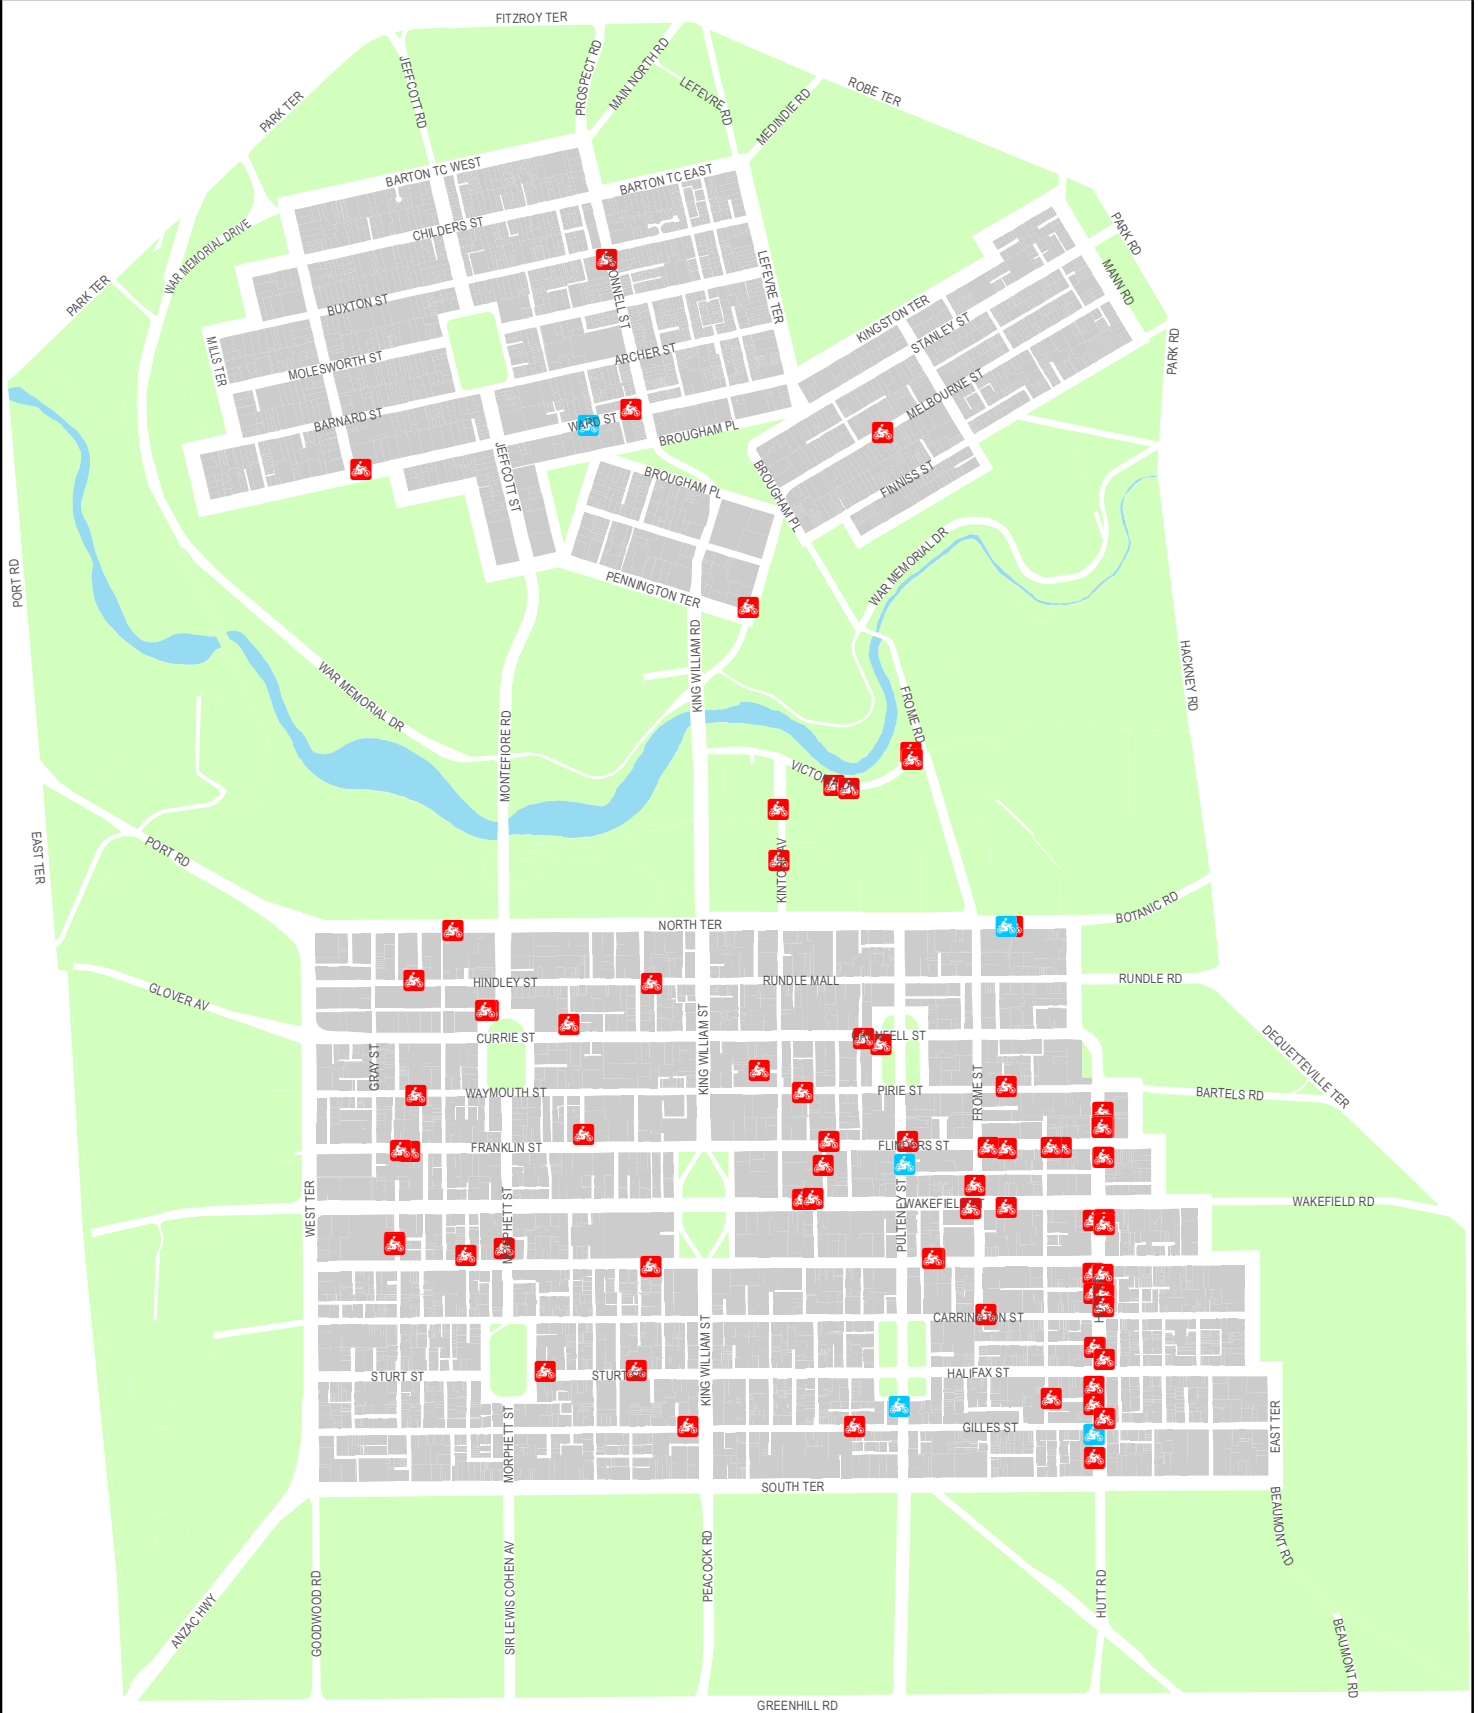 FITZROY TER
PROSPECT RD
MAIN NORTH RD
JEFFCOTT RD
LEFEVRE RD
MEDINDIE RD
ROBE TER
PARK TER
BARTON TC WEST
BARTON TC EAST
CHILDERS ST
WAR MEMORIAL DRIVE
PARK RD
MANN RD
PARK TER
BUXTON ST
LEFEVRE TER
KINGSTON TER
STANLEY ST
MILLS TER
MOLESWORTH ST
ARCHER ST
PARK RD
MELBOURNE ST
BARNARD ST
WARD ST
BROUGHAM PL
JEFFCOTT ST
BROUGHAM PL
BROUGHAM PL
FINNISS ST
WAR MEMORIAL DR
PORT RD
PENNINGTON TER
KING WILLIAM RD
HACKNEY RD
WAR MEMORIAL DR
FROME RD
MONTEFIORE RD
EAST TER
PORT RD
BOTANIC RD
NORTH TER
HINDLEY ST
RUNDLE MALL
RUNDLE RD
GLOVER AV
CURRIE ST
KING WILLIAM ST
DEQUETTEVILLE TER
GRAY ST
WAYMOUTH ST
PIRIE ST
FROME ST
BARTELS RD
FRANKLIN ST
FLINDERS ST
WEST TER
MORPHETT ST
PULTENEY ST
WAKEFIELD RD
CARRINGTON ST
KING WILLIAM ST
STURT ST
HALIFAX ST
MORPHETT ST
GILLES ST
EAST TER
SOUTH TER
BEAUMONT RD
ANZAC HWY
GOODWOOD RD
SIR LEWIS COHEN AV
PEACOCK RD
HUTT RD
BEAUMONT RD
GREENHILL RD